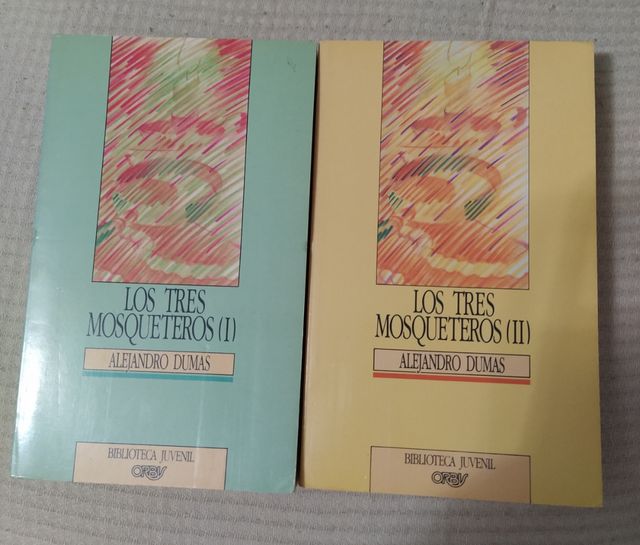 LOS TRES
MOSQUETEROS (I)
ALEJANDRO DUMAS
BIBLIOTECA JUVENIL
ORBIS
LOS TRES
MOSQUETEROS (II)
ALEJANDRO DUMAS
BIBLIOTECA JUVENIL
ORBIS